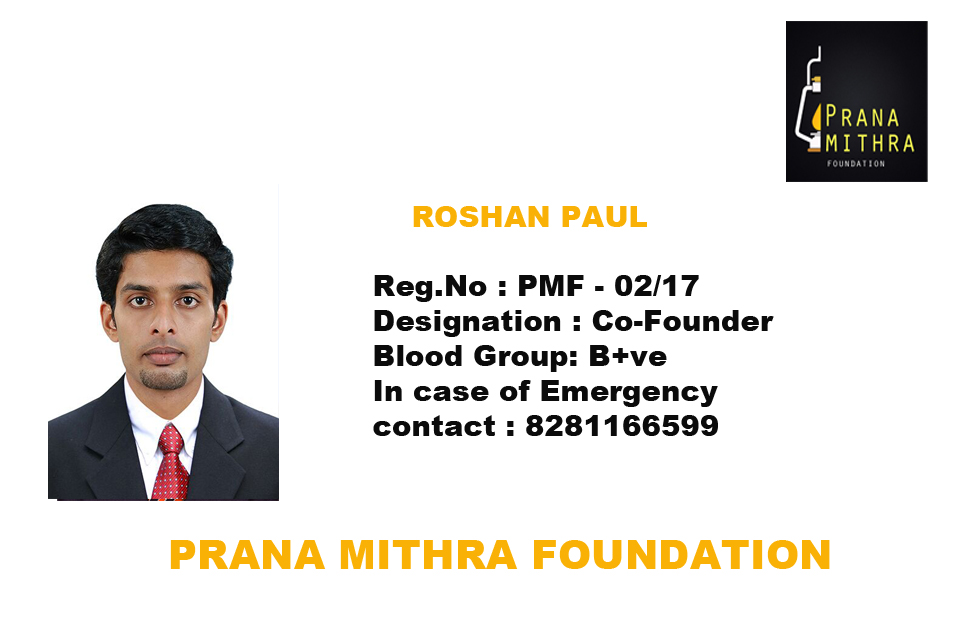 PRANA
MITHRA
FOUNDATION
ROSHAN PAUL
Reg.No : PMF - 02/17
Designation : Co-Founder
Blood Group: B+ve
In case of Emergency
contact : 8281166599
PRANA MITHRA FOUNDATION